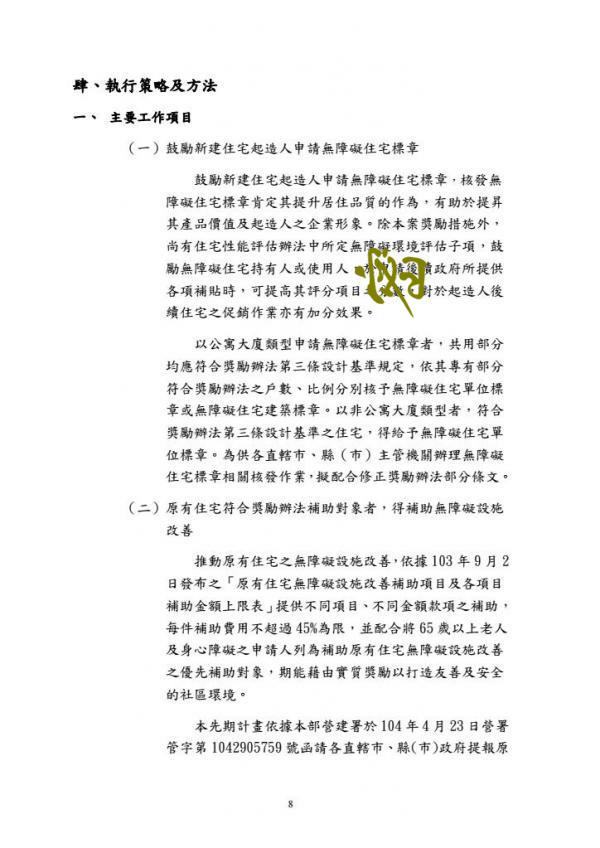 肆、執行策略及方法
一、 主要工作項目
（一）鼓勵新建住宅起造人申請無障礙住宅標章
鼓勵新建住宅起造人申請無障礙住宅標章，核發無
障礙住宅標章肯定其提升居住品質的作為，有助於提昇
其產品價值及起造人之企業形象。除本案獎勵措施外，
尚有住宅性能評估辦法中所定無障礙環境評估子項，鼓
勵無障礙住宅持有人或使用人，於申請後續政府所提供
各項補貼時，可提高其評分項目，對於起造人後
續住宅之促銷作業亦有加分效果。
以公寓大廈類型申請無障礙住宅標章者，共用部分
均應符合獎勵辦法第三條設計基準規定，依其專有部分
符合獎勵辦法之戶數、比例分別核予無障礙住宅單位標
章或無障礙住宅建築標章。以非公寓大廈類型者，符合
獎勵辦法第三條設計基準之住宅，得給予無障礙住宅單
位標章。為供各直轄市、縣（市）主管機關辦理無障礙
住宅標章相關核發作業，擬配合修正獎勵辦法部分條文。
（二）原有住宅符合獎勵辦法補助對象者，得補助無障礙設施
改善
推動原有住宅之無障礙設施改善，依據 103 年 9 月 2
日發布之「原有住宅無障礙設施改善補助項目及各項目
補助金額上限表」提供不同項目、不同金額款項之補助，
每件補助費用不超過 45%為限，並配合將 65 歲以上老人
及身心障礙之申請人列為補助原有住宅無障礙設施改善
之優先補助對象，期能藉由實質獎勵以打造友善及安全
的社區環境。
本先期計畫依據本部營建署於 104 年 4 月 23 日營署
管字第 1042905759 號函請各直轄市、縣(市)政府提報原
8